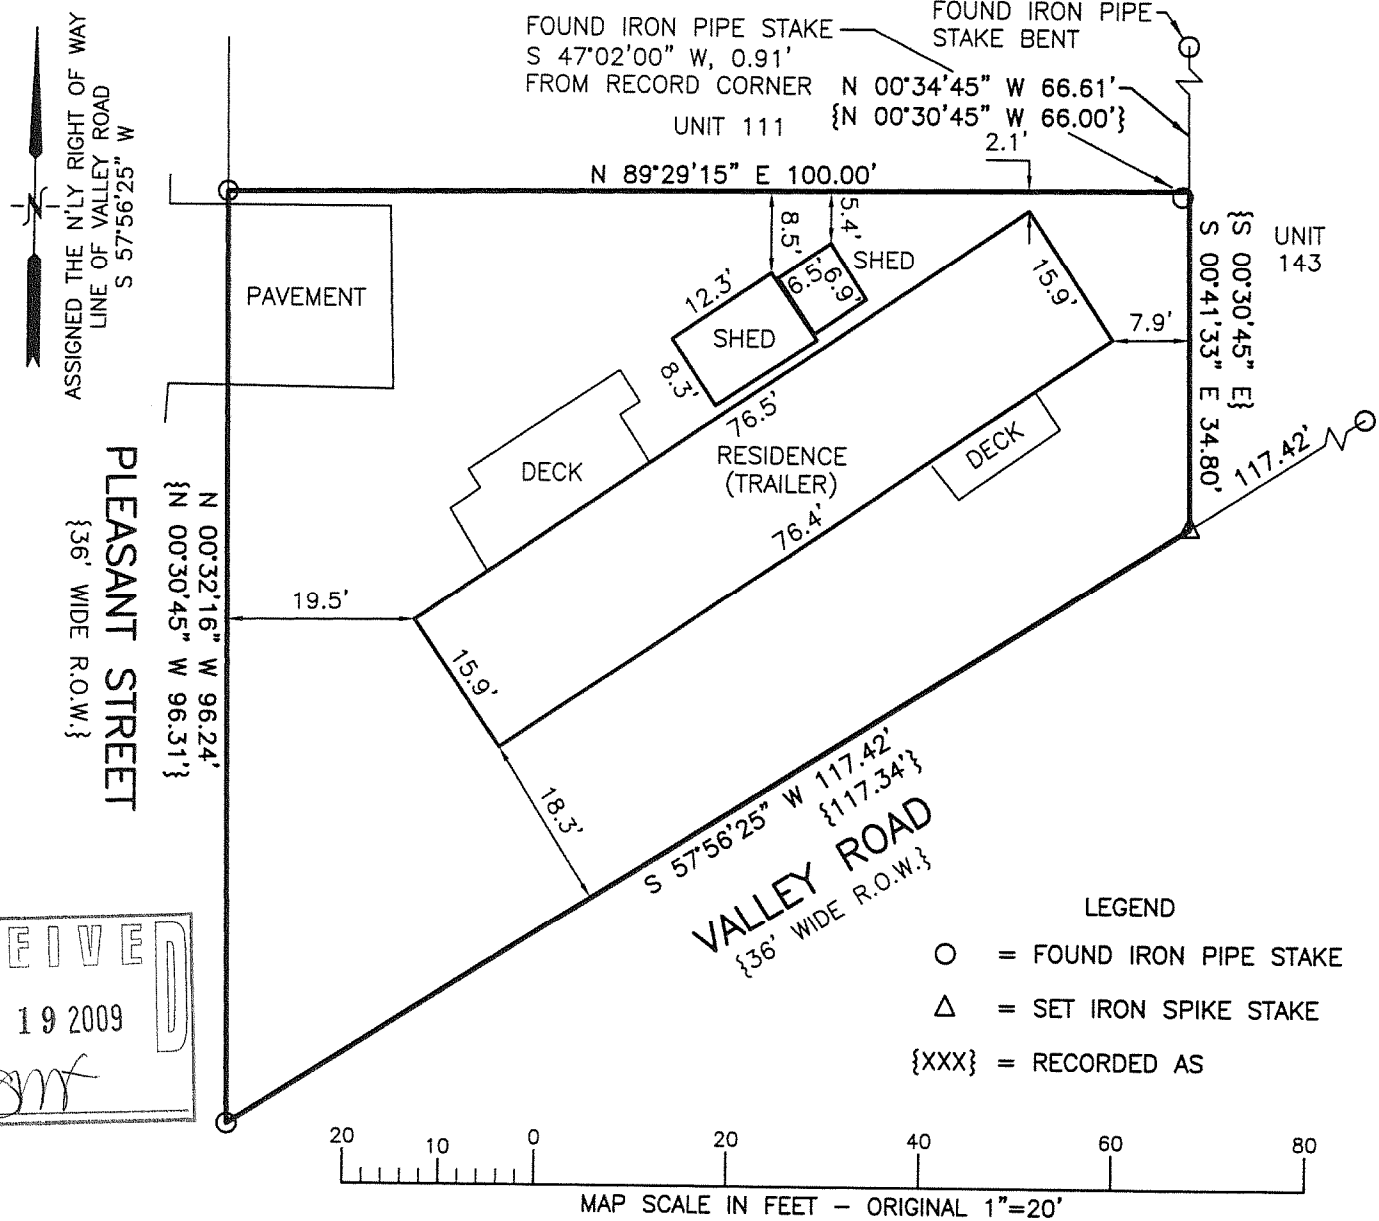 FOUND IRON PIPE STAKE
S 47°02'00" W, 0.91'
FROM RECORD CORNER
FOUND IRON PIPE
STAKE BENT
N 00°34'45" W 66.61'
{N 00°30'45" W 66.00'}
UNIT 111
2.1'
N 89°29'15" E 100.00'
ASSIGNED THE N'LY RIGHT OF WAY
LINE OF VALLEY ROAD
S 57°56'25" W
N
PAVEMENT
8.5'
5.4'
SHED
6.5'
6.9'
12.3'
SHED
8.3'
15.9'
7.9'
{S 00°30'45" E}
S 00°41'33" E 34.80'
UNIT
143
117.42'
76.5'
RESIDENCE
(TRAILER)
DECK
DECK
76.4'
19.5'
15.9'
18.3'
PLEASANT STREET
{36' WIDE R.O.W.}
N 00°32'16" W 96.24'
{N 00°30'45" W 96.31'}
S 57°56'25" W 117.42'
{117.34'}
VALLEY ROAD
{36' WIDE R.O.W.}
EIVED
19 2009
LEGEND
= FOUND IRON PIPE STAKE
= SET IRON SPIKE STAKE
{XXX} = RECORDED AS
20 10 0 20 40 60 80
MAP SCALE IN FEET - ORIGINAL 1"=20'